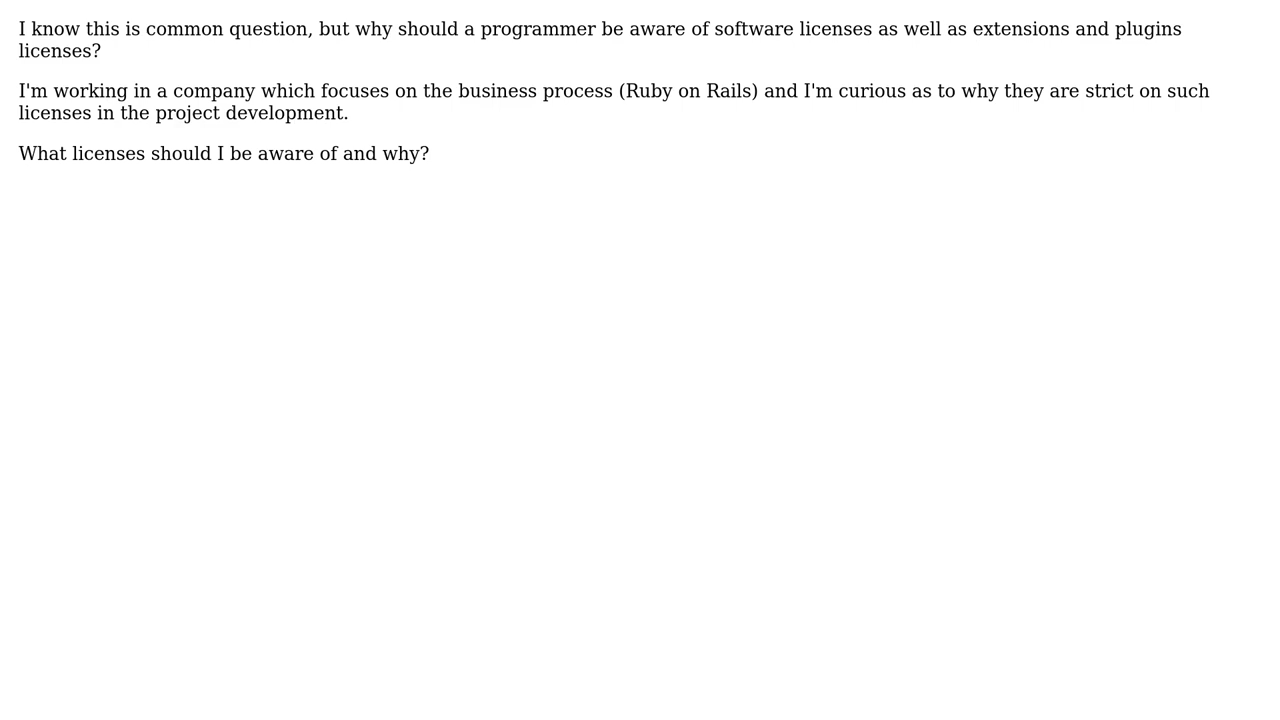 I know this is common question, but why should a programmer be aware of software licenses as well as extensions and plugins
licenses?
I'm working in a company which focuses on the business process (Ruby on Rails) and I'm curious as to why they are strict on such
licenses in the project development.
What licenses should I be aware of and why?